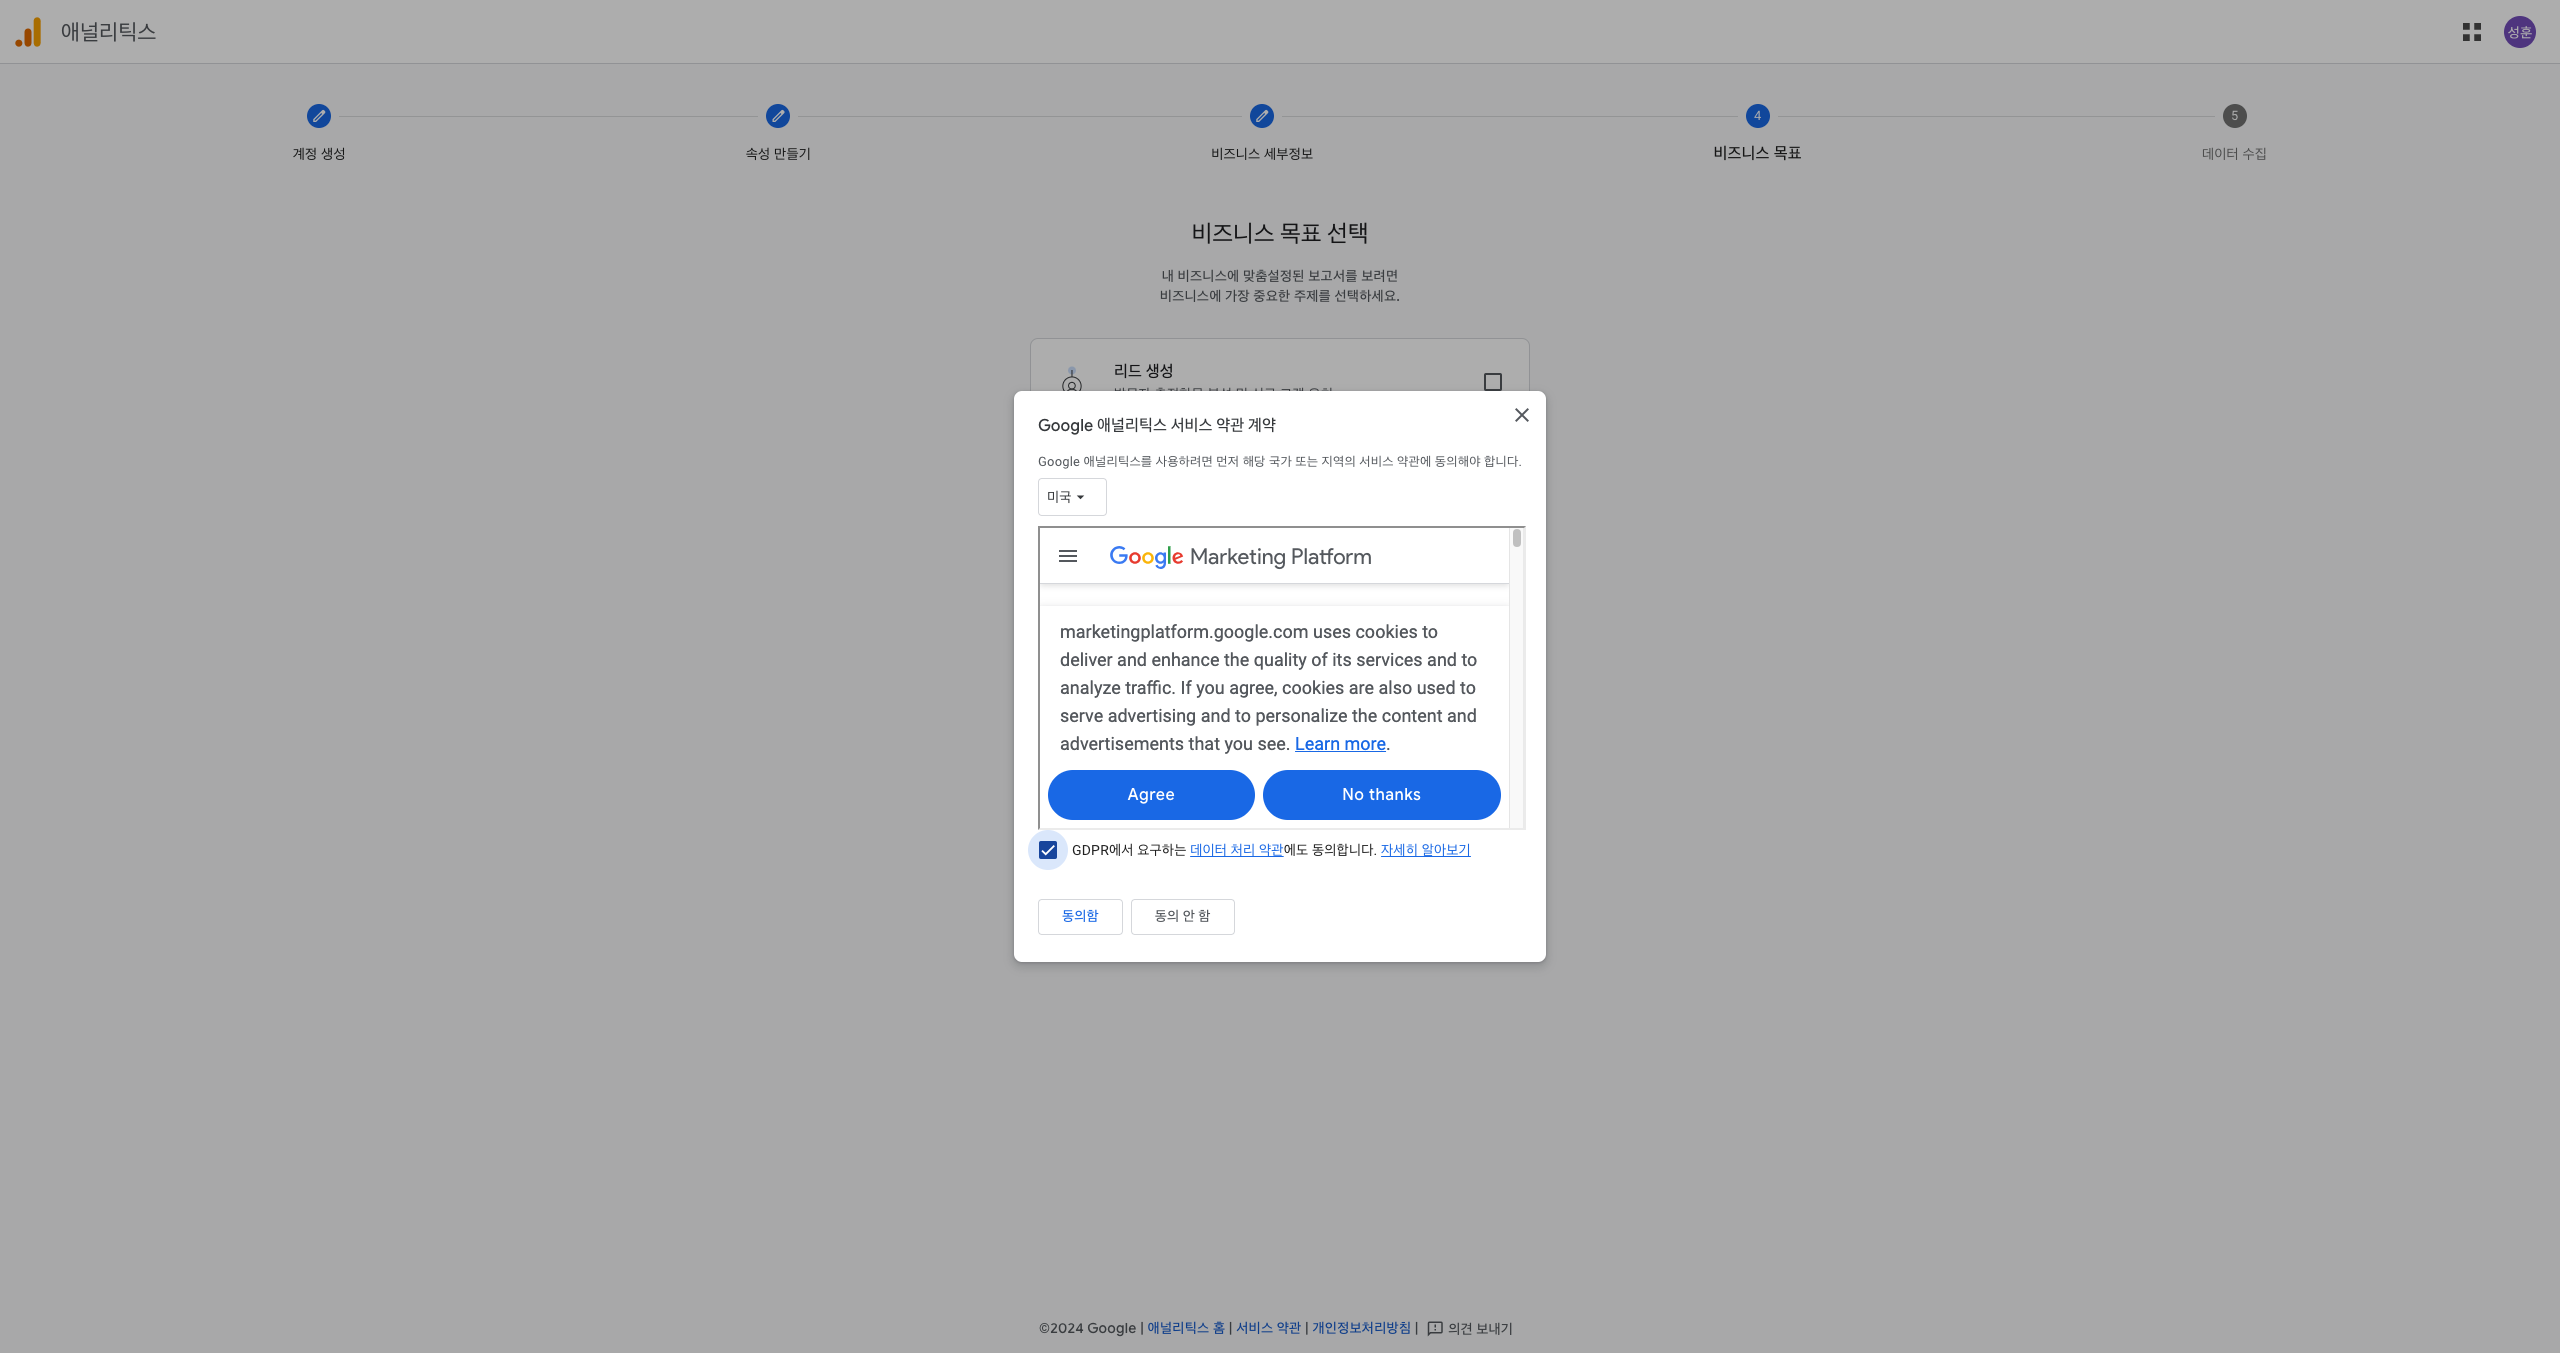 애널리틱스
성훈
4
5
계정 생성
속성 만들기
비즈니스 세부정보
비즈니스 목표
데이터 수집
비즈니스 목표 선택
내 비즈니스에 맞춤설정된 보고서를 보려면
비즈니스에 가장 중요한 주제를 선택하세요.
리드 생성
Google 애널리틱스 서비스 약관 계약
Google 애널리틱스를 사용하려면 먼저 해당 국가 또는 지역의 서비스 약관에 동의해야 합니다.
미국
Google Marketing Platform
marketingplatform.google.com uses cookies to
deliver and enhance the quality of its services and to
analyze traffic. If you agree, cookies are also used to
serve advertising and to personalize the content and
advertisements that you see. Learn more.
Agree
No thanks
GDPR에서 요구하는 데이터 처리 약관에도 동의합니다. 자세히 알아보기
동의함
동의 안 함
©2024 Google | 애널리틱스 홈 | 서비스 약관 | 개인정보처리방침 | 의견 보내기